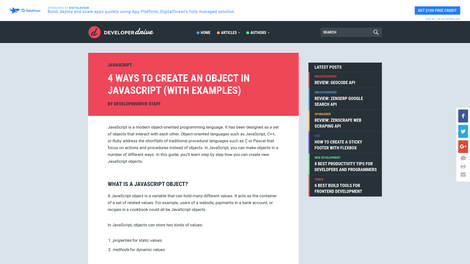 SPONSORED BY DIGITALOCEAN
DigitalOcean
Build, deploy and scale apps quickly using App Platform, DigitalOcean's fully managed solution.
GET $100 FREE CREDIT
DEVELOPER drive
HOME
ARTICLES
AUTHORS
SEARCH
JAVASCRIPT
4 WAYS TO CREATE AN OBJECT IN
JAVASCRIPT (WITH EXAMPLES)
BY DEVELOPERDRIVE STAFF
JavaScript is a modern object-oriented programming language. It has been designed as a
set of objects that interact with each other. Object-oriented languages such as JavaScript, C++,
or Ruby address the shortfalls of traditional procedural languages such as C or Pascal that
focus on actions and procedures instead of objects. In JavaScript, you can make objects in a
number of different ways. In this guide, you'll learn step by step how you can create new
JavaScript objects.
WHAT IS A JAVASCRIPT OBJECT?
A JavaScript object is a variable that can hold many different values. It acts as the container
of a set of related values. For example, users of a website, payments in a bank account, or
recipes in a cookbook could all be JavaScript objects.
In JavaScript, objects can store two kinds of values:
1. properties for static values
2. methods for dynamic values
LATEST POSTS
UNCATEGORIZED
REVIEW: GEOCODE API
UNCATEGORIZED
REVIEW: ZENSERP GOOGLE
SEARCH API
SPONSORED
REVIEW: ZENSCRAPE WEB
SCRAPING API
CSS
HOW TO CREATE A STICKY
FOOTER WITH FLEXBOX
WEB DEVELOPMENT
8 BEST PRODUCTIVITY TIPS FOR
DEVELOPERS AND PROGRAMMERS
TOOLS
6 BEST BUILD TOOLS FOR
FRONTEND DEVELOPMENT